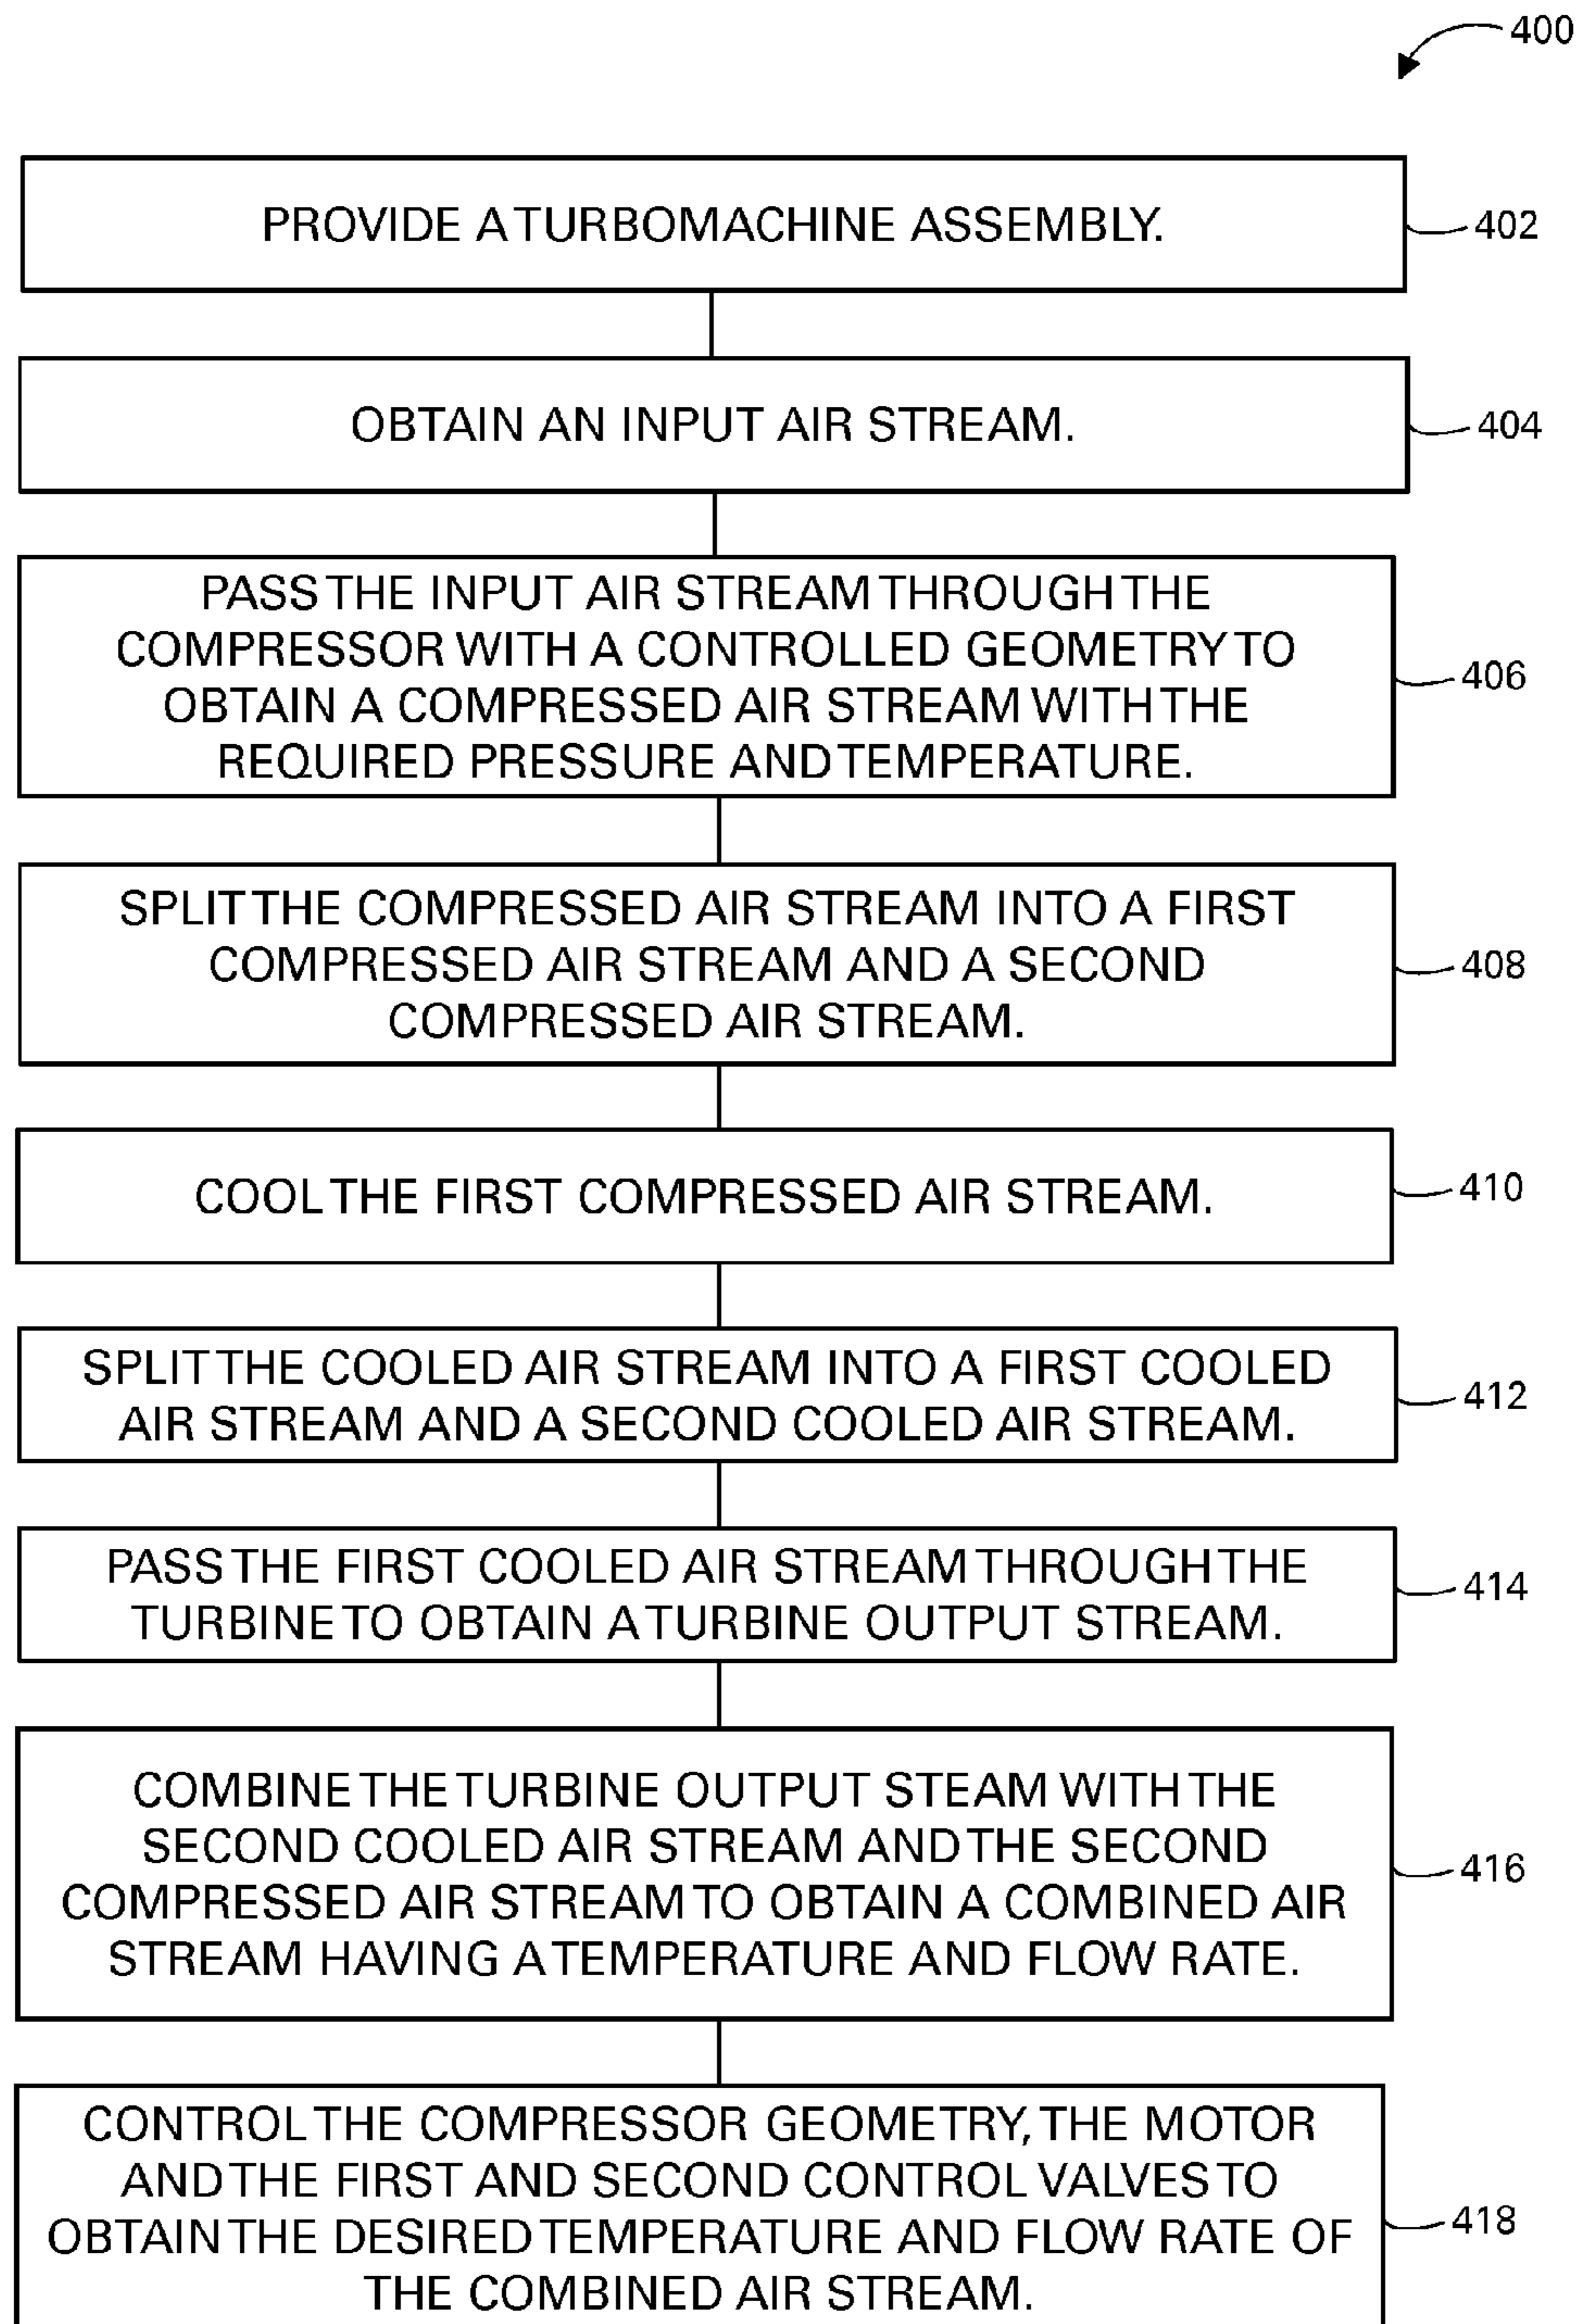 400
PROVIDE A TURBOMACHINE ASSEMBLY.
402
OBTAIN AN INPUT AIR STREAM.
404
PASS THE INPUT AIR STREAM THROUGH THE
COMPRESSOR WITH A CONTROLLED GEOMETRY TO
OBTAIN A COMPRESSED AIR STREAM WITH THE
REQUIRED PRESSURE AND TEMPERATURE.
406
SPLIT THE COMPRESSED AIR STREAM INTO A FIRST
COMPRESSED AIR STREAM AND A SECOND
COMPRESSED AIR STREAM.
408
COOL THE FIRST COMPRESSED AIR STREAM.
410
SPLIT THE COOLED AIR STREAM INTO A FIRST COOLED
AIR STREAM AND A SECOND COOLED AIR STREAM.
412
PASS THE FIRST COOLED AIR STREAM THROUGH THE
TURBINE TO OBTAIN A TURBINE OUTPUT STREAM.
414
COMBINE THE TURBINE OUTPUT STEAM WITH THE
SECOND COOLED AIR STREAM AND THE SECOND
COMPRESSED AIR STREAM TO OBTAIN A COMBINED AIR
STREAM HAVING A TEMPERATURE AND FLOW RATE.
416
CONTROL THE COMPRESSOR GEOMETRY, THE MOTOR
AND THE FIRST AND SECOND CONTROL VALVES TO
OBTAIN THE DESIRED TEMPERATURE AND FLOW RATE OF
THE COMBINED AIR STREAM.
418